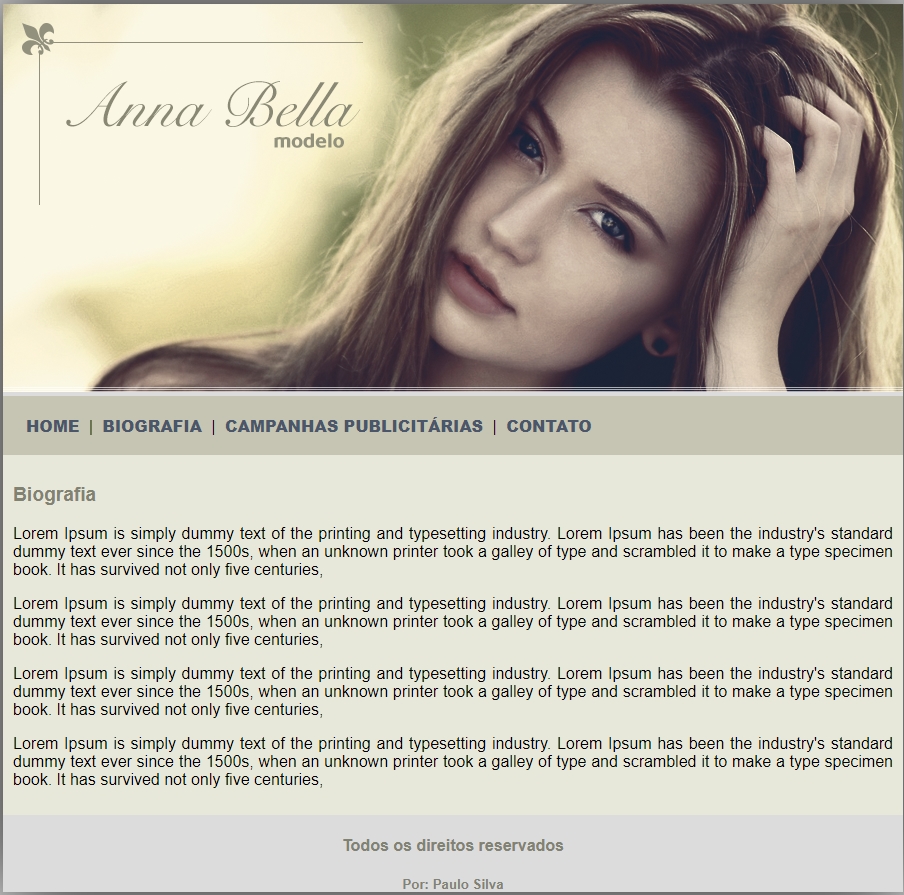 Anna Bella
modelo
HOME | BIOGRAFIA | CAMPANHAS PUBLICITÁRIAS | CONTATO
Biografia
Lorem Ipsum is simply dummy text of the printing and typesetting industry. Lorem Ipsum has been the industry's standard
dummy text ever since the 1500s, when an unknown printer took a galley of type and scrambled it to make a type specimen
book. It has survived not only five centuries,
Lorem Ipsum is simply dummy text of the printing and typesetting industry. Lorem Ipsum has been the industry's standard
dummy text ever since the 1500s, when an unknown printer took a galley of type and scrambled it to make a type specimen
book. It has survived not only five centuries,
Lorem Ipsum is simply dummy text of the printing and typesetting industry. Lorem Ipsum has been the industry's standard
dummy text ever since the 1500s, when an unknown printer took a galley of type and scrambled it to make a type specimen
book. It has survived not only five centuries,
Lorem Ipsum is simply dummy text of the printing and typesetting industry. Lorem Ipsum has been the industry's standard
dummy text ever since the 1500s, when an unknown printer took a galley of type and scrambled it to make a type specimen
book. It has survived not only five centuries,
Todos os direitos reservados
Por: Paulo Silva